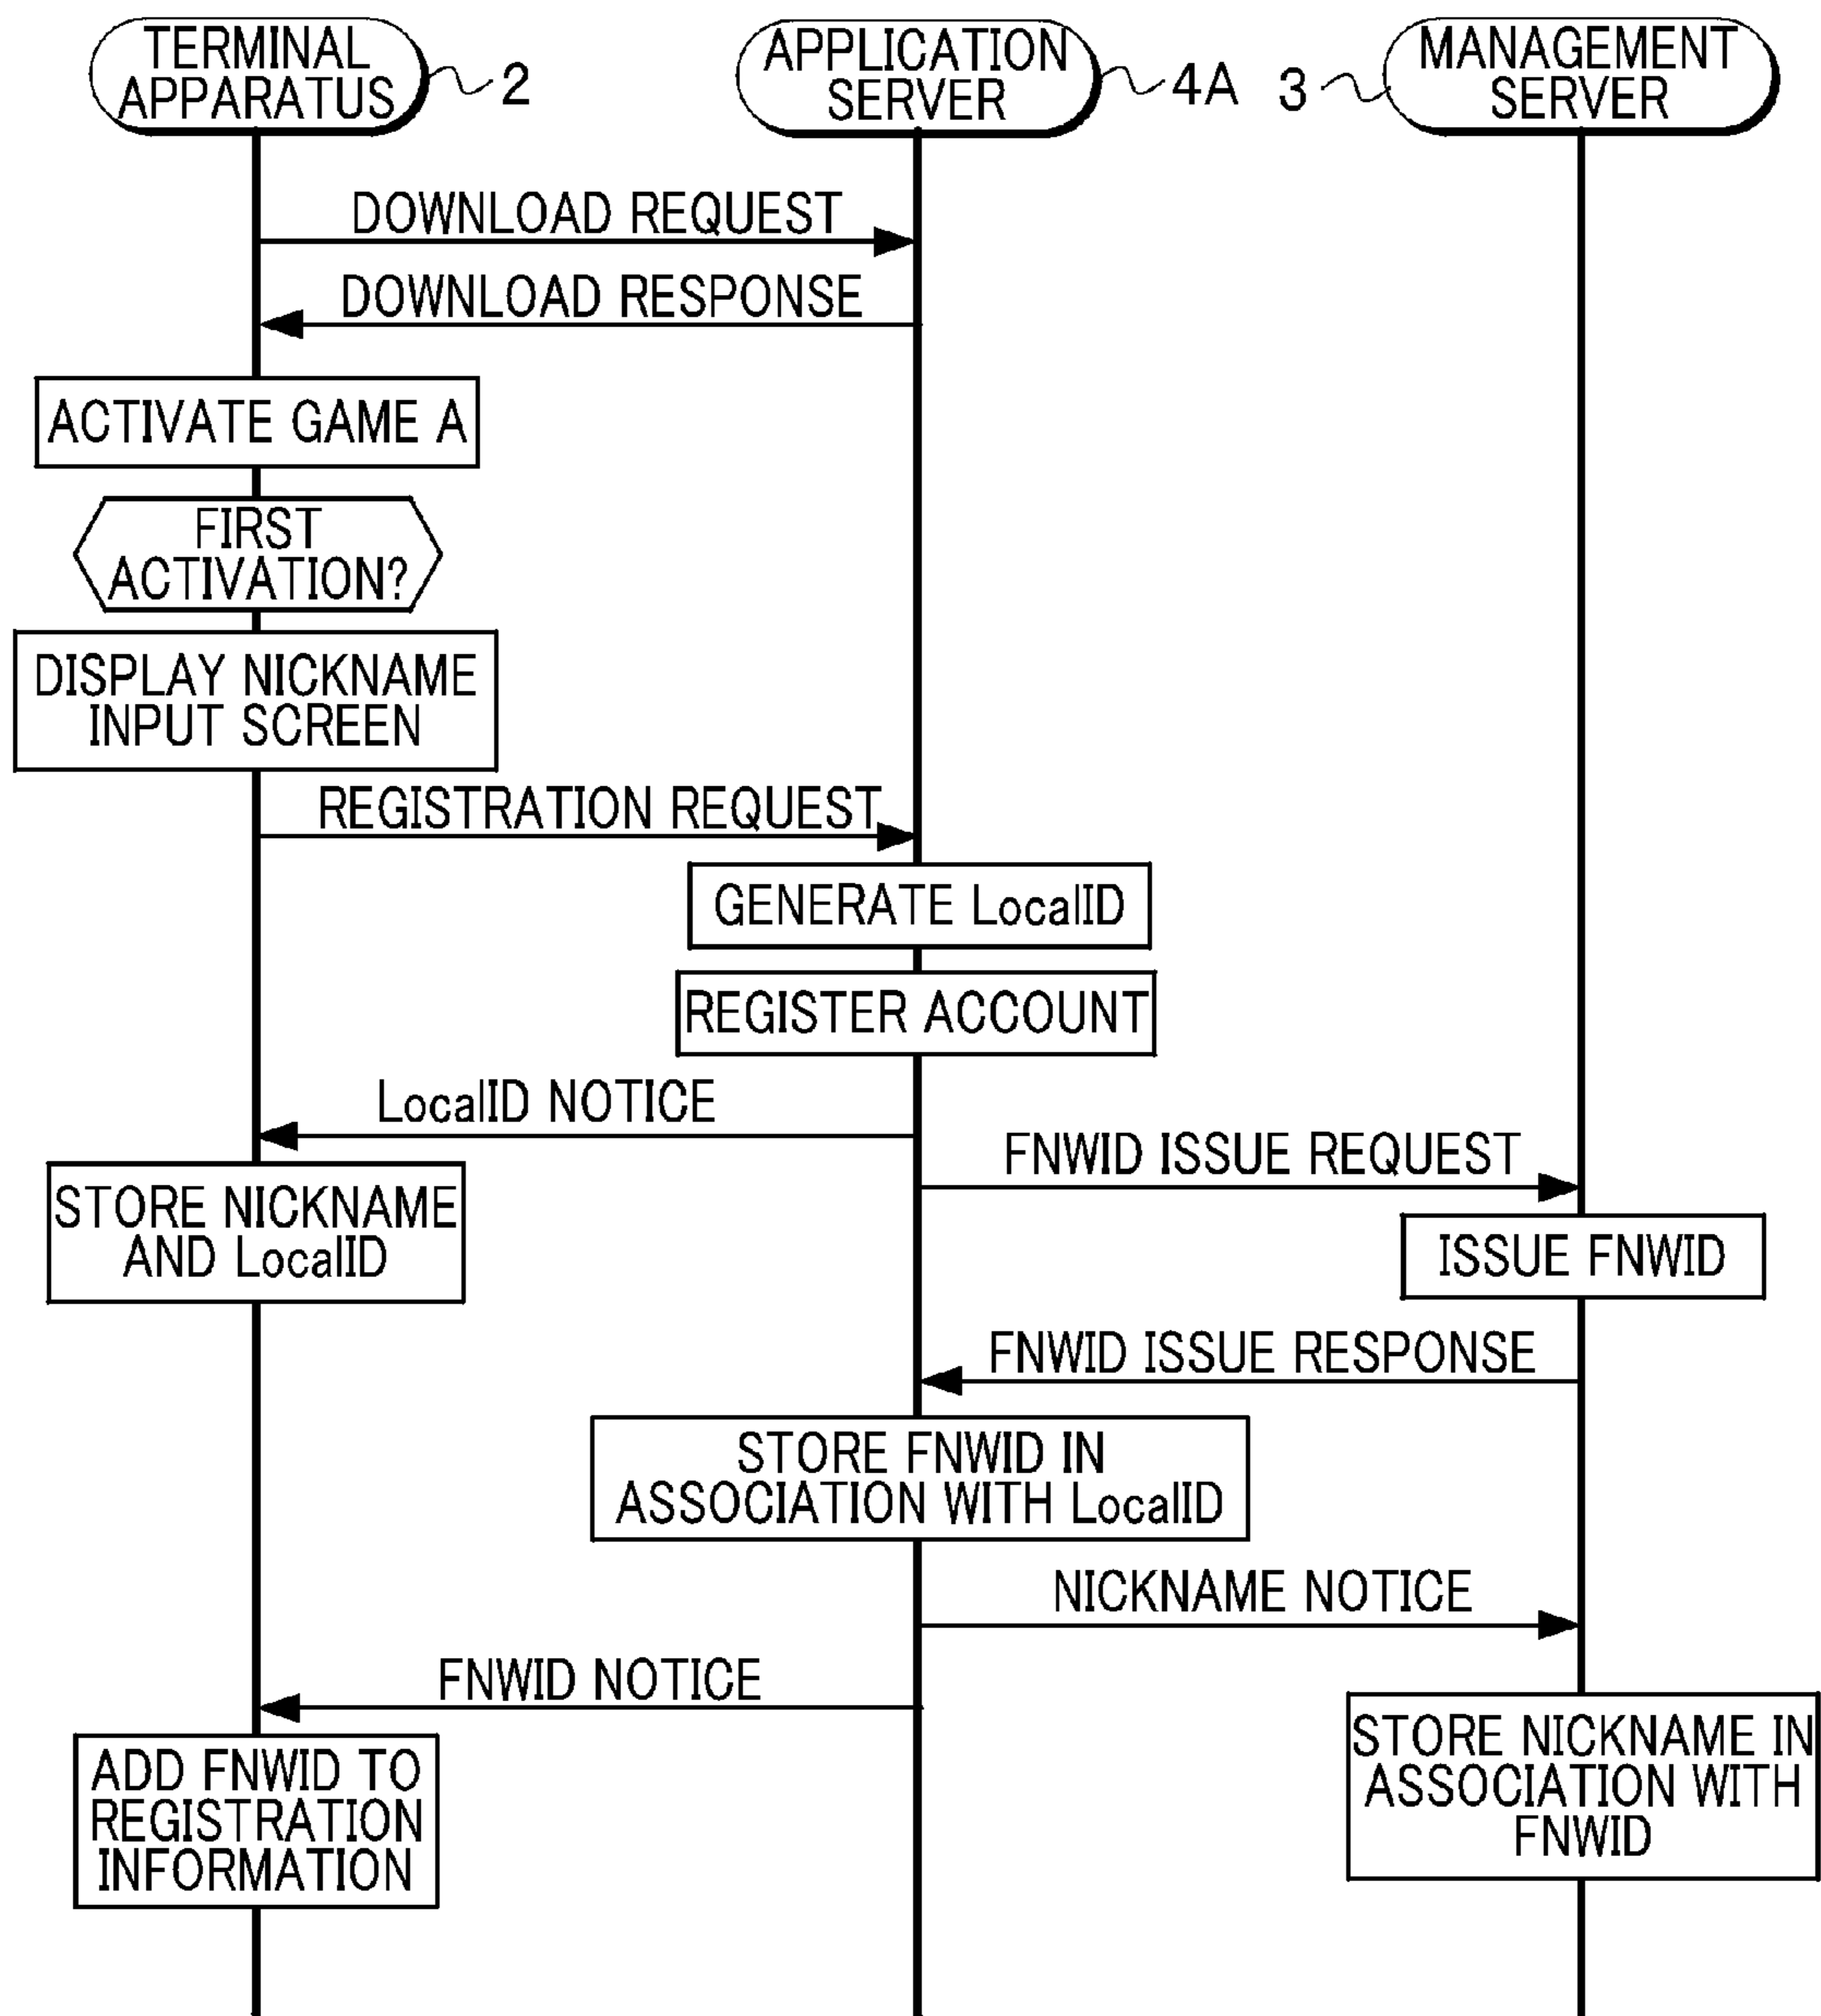 TERMINAL
APPARATUS
2
APPLICATION
SERVER
4A
3
MANAGEMENT
SERVER
DOWNLOAD REQUEST
DOWNLOAD RESPONSE
ACTIVATE GAME A
FIRST
ACTIVATION?
DISPLAY NICKNAME
INPUT SCREEN
REGISTRATION REQUEST
GENERATE LocalID
REGISTER ACCOUNT
LocalID NOTICE
FNWID ISSUE REQUEST
STORE NICKNAME
AND LocalID
ISSUE FNWID
FNWID ISSUE RESPONSE
STORE FNWID IN
ASSOCIATION WITH LocalID
NICKNAME NOTICE
FNWID NOTICE
ADD FNWID TO
REGISTRATION
INFORMATION
STORE NICKNAME IN
ASSOCIATION WITH
FNWID